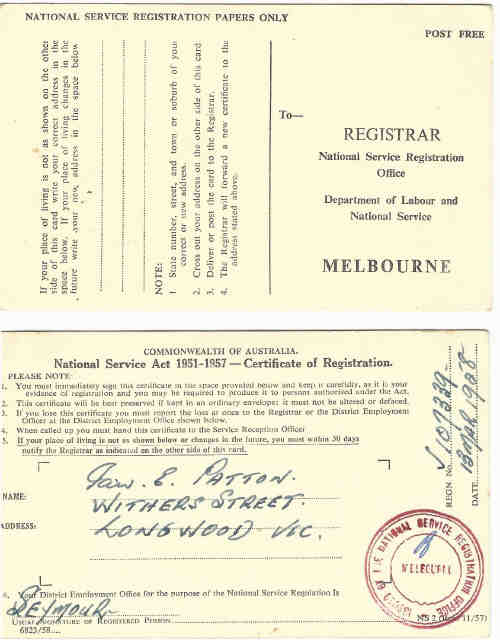 NATIONAL SERVICE REGISTRATION PAPERS ONLY
POST FREE
If your place of living is not as shown on the other
side of this card write your correct address in the
space below. If your place of living changes in the
future write your new address in the space below
NOTE:
1 State number, street, and town or suburb of your
correct or new address.
2. Cross out your address on the other side of this card
3. Deliver or post the card to the Registrar.
4. The Registrar will forward a new certificate to the
address stated above.
To—
REGISTRAR
National Service Registration
Office
Department of Labour and
National Service
MELBOURNE
COMMONWEALTH OF AUSTRALIA.
National Service Act 1951-1957 — Certificate of Registration.
PLEASE NOTE:
1. You must immediately sign this certificate in the space provided below and keep it carefully, as it is your
evidence of registration and you may be required to produce it to persons authorised under the Act.
2. This certificate will be best preserved if kept in an ordinary envelope; it must not be altered or defaced.
3. If you lose this certificate you must report the loss at once to the Registrar or the District Employment
Officer at the District Employment Office shown below.
4. When called up you must hand this certificate to the Service Reception Officer
5. If your place of living is not as shown below or changes in the future, you must within 30 days
notify the Registrar as indicated on the other side of this card.
REGN No.
DATE
NAME:
E. PATTON.
WITHERS STREET.
ADDRESS:
LONGWOOD VIC.
NATIONAL SERVICE REGISTRATION OFFICE
MELBOURNE
6. Your District Employment Office for the purpose of the National Service Registration Is
SEYMOUR
USUAL SIGNATURE OF REGISTERED PERSON
6823/58
11/57)